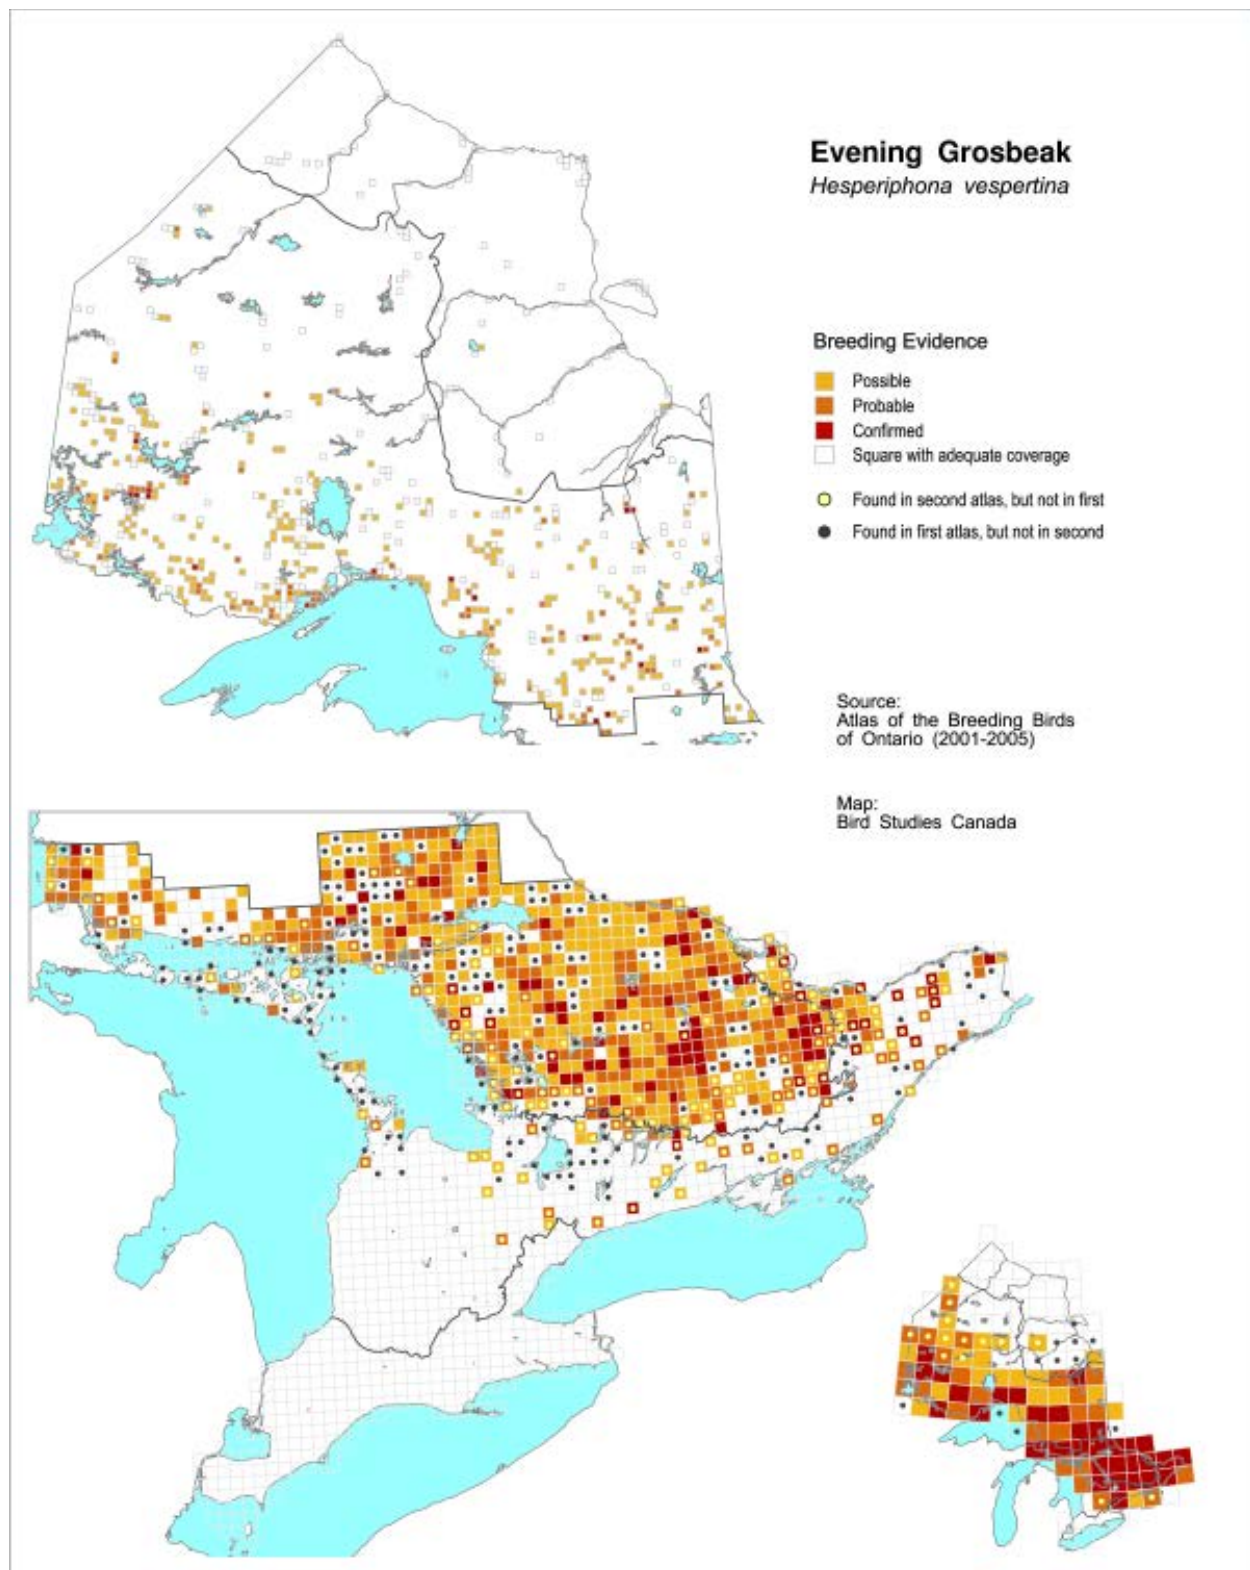 Evening Grosbeak
Hesperiphona vespertina
Breeding Evidence
Possible
Probable
Confirmed
Square with adequate coverage
Found in second atlas, but not in first
Found in first atlas, but not in second
Source:
Atlas of the Breeding Birds
of Ontario (2001-2005)
Map:
Bird Studies Canada